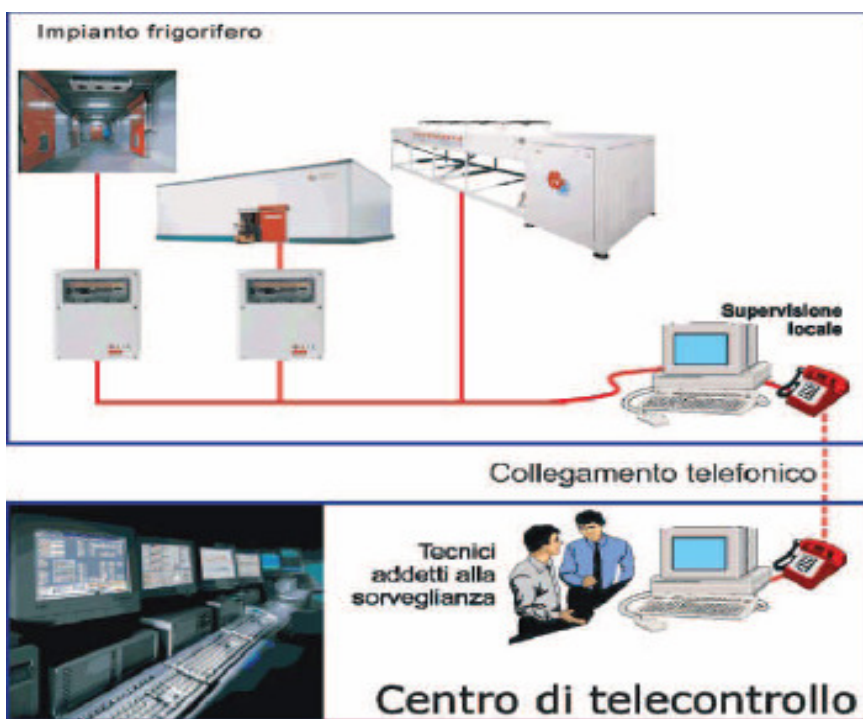 Impianto frigorifero
Supervisione
locale
Collegamento telefonico
Tecnici
addetti alla
sorveglianza
Centro di telecontrollo